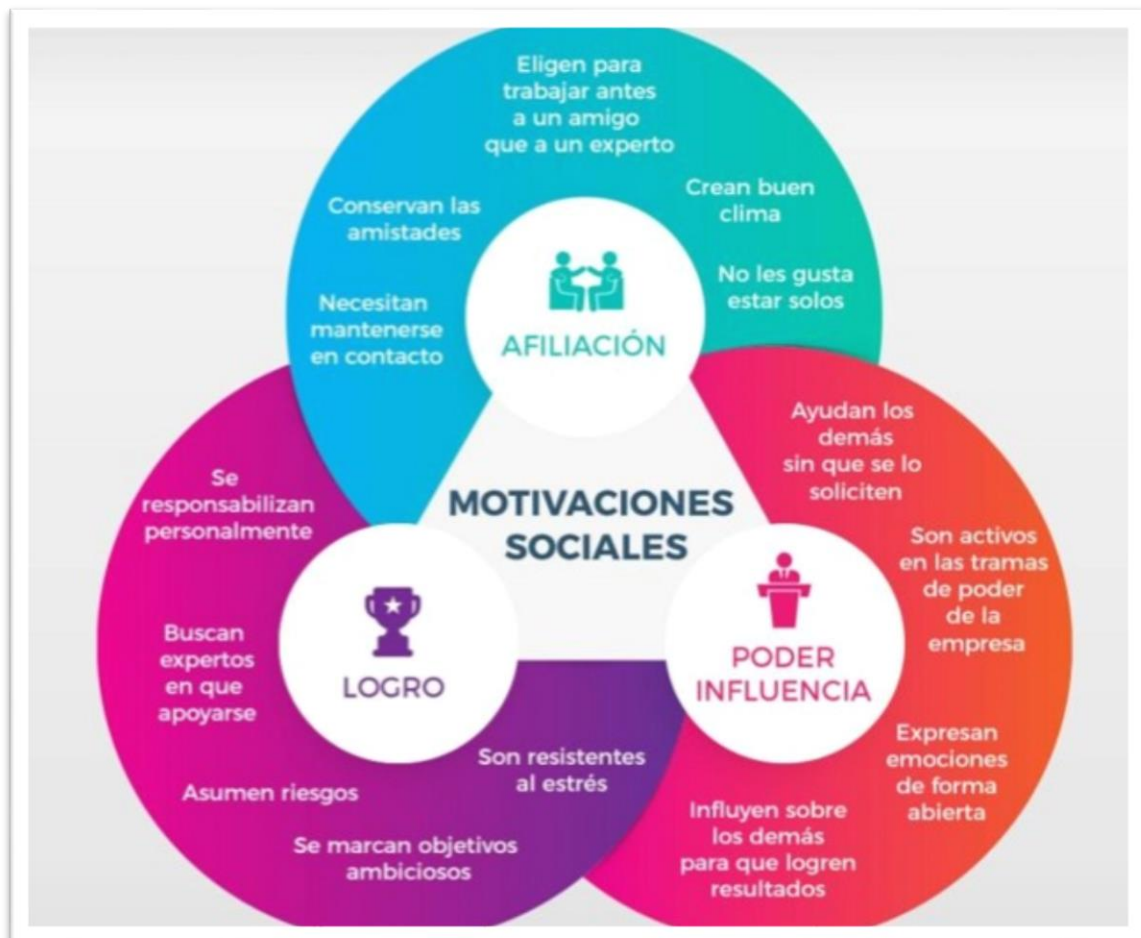 Eligen para
trabajar antes
a un amigo
que a un experto
Conservan las
amistades
Crean buen
clima
Necesitan
mantenerse
en contacto
No les gusta
estar solos
AFILIACIÓN
MOTIVACIONES
SOCIALES
Se
responsabilizan
personalmente
Buscan
expertos
en que
apoyarse
LOGRO
Asumen riesgos
Son resistentes
al estrés
Se marcan objetivos
ambiciosos
Ayudan los
demás
sin que se lo
soliciten
Son activos
en las tramas
de poder
de la
empresa
PODER
INFLUENCIA
Expresan
emociones
de forma
abierta
Influyen sobre
los demás
para que logren
resultados